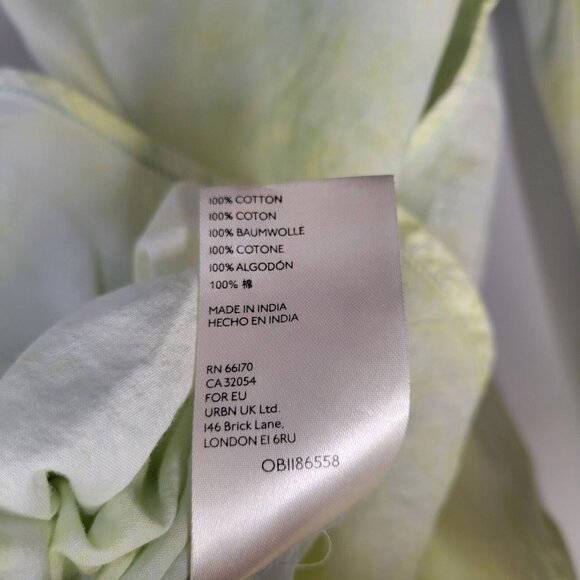 100% COTTON
100% COTON
100% BAUMWOLLE
100% COTONE
100% ALGODÓN
100% 棉
MADE IN INDIA
HECHO EN INDIA
RN 66170
CA 32054
FOR EU
URBN UK Ltd.
146 Brick Lane,
LONDON E1 6RU
OB1186558